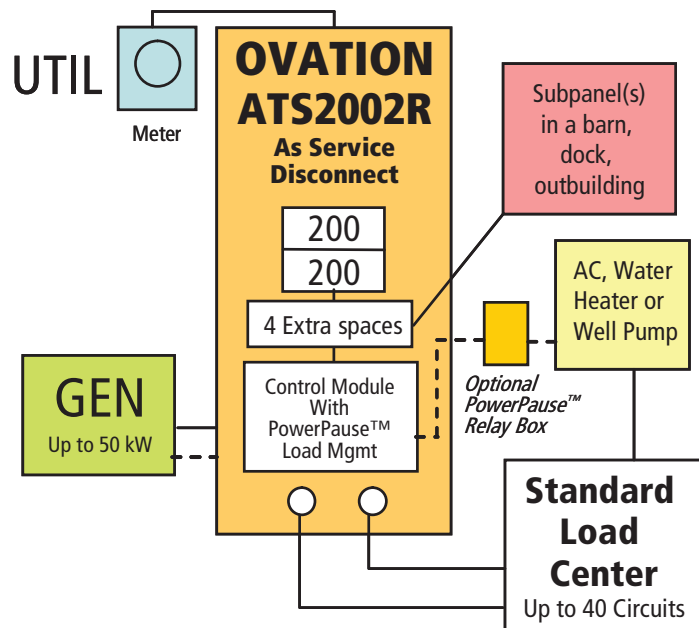 UTIL
Meter
OVATION
ATS2002R
As Service
Disconnect
200
200
4 Extra spaces
Control Module
With
PowerPause™
Load Mgmt
Subpanel(s)
in a barn,
dock,
outbuilding
AC, Water
Heater or
Well Pump
Optional
PowerPause™
Relay Box
GEN
Up to 50 kW
Standard
Load
Center
Up to 40 Circuits